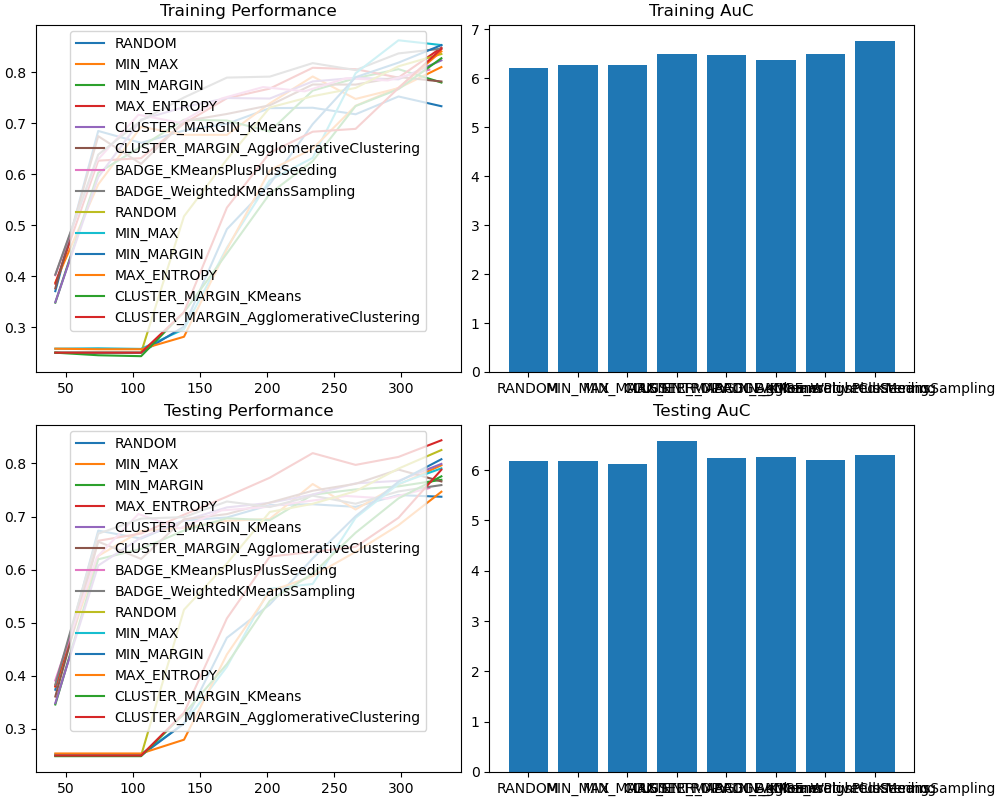 Training Performance
0.8
0.7
0.6
0.5
0.4
0.3
RANDOM
MIN_MAX
MIN_MARGIN
MAX_ENTROPY
CLUSTER_MARGIN_KMeans
CLUSTER_MARGIN_AgglomerativeClustering
BADGE_KMeansPlusPlusSeeding
BADGE_WeightedKMeansSampling
RANDOM
MIN_MAX
MIN_MARGIN
MAX_ENTROPY
CLUSTER_MARGIN_KMeans
CLUSTER_MARGIN_AgglomerativeClustering
50 100 150 200 250 300
Training AuC
7
6
5
4
3
2
1
0
RANDOM
Testing Performance
0.8
0.7
0.6
0.5
0.4
0.3
RANDOM
MIN_MAX
MIN_MARGIN
MAX_ENTROPY
CLUSTER_MARGIN_KMeans
CLUSTER_MARGIN_AgglomerativeClustering
BADGE_KMeansPlusPlusSeeding
BADGE_WeightedKMeansSampling
RANDOM
MIN_MAX
MIN_MARGIN
MAX_ENTROPY
CLUSTER_MARGIN_KMeans
CLUSTER_MARGIN_AgglomerativeClustering
50 100 150 200 250 300
Testing AuC
6
5
4
3
2
1
0
RANDOM